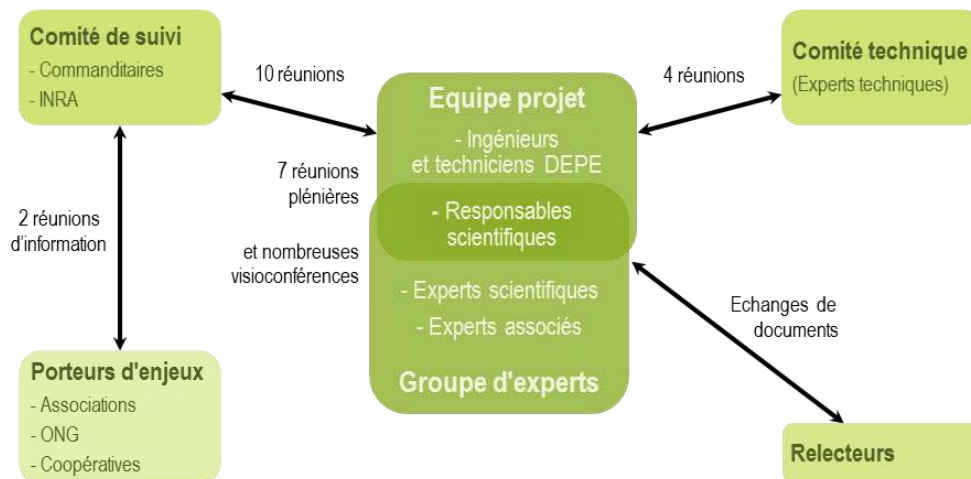 Comité de suivi
- Commanditaires
- INRA
10 réunions
Equipe projet
- Ingénieurs
et techniciens DEPE
- Responsables
scientifiques
- Experts scientifiques
- Experts associés
Groupe d'experts
4 réunions
Comité technique
(Experts techniques)
7 réunions
plénières
et nombreuses
visioconférences
2 réunions
d'information
Echanges de
documents
Porteurs d'enjeux
- Associations
- ONG
- Coopératives
Relecteurs